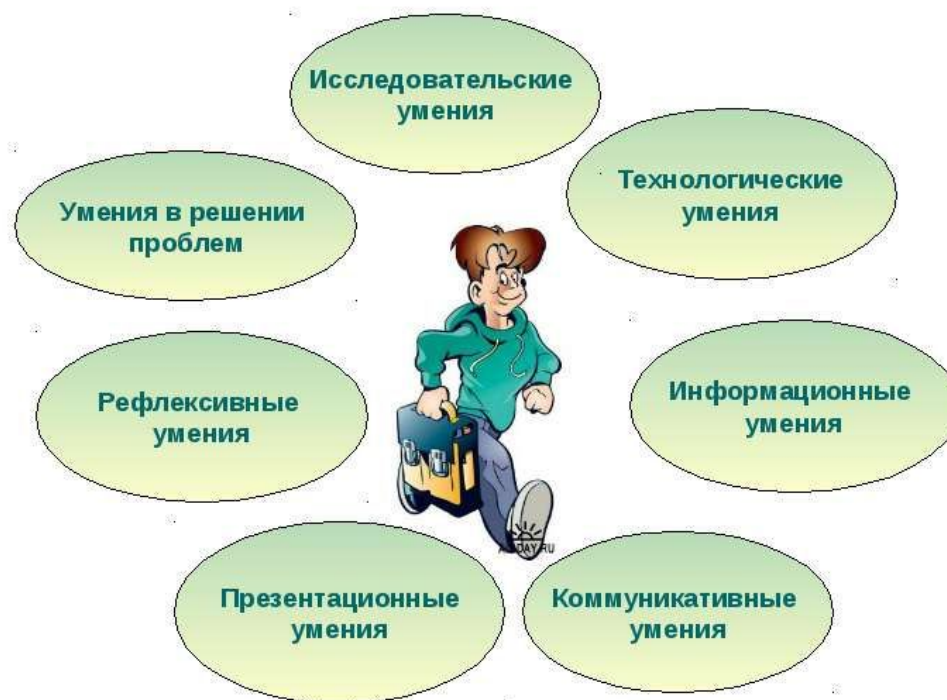 Исследовательские
умения
Технологические
умения
Умения в решении
проблем
Рефлексивные
умения
Информационные
умения
Презентационные
умения
Коммуникативные
умения